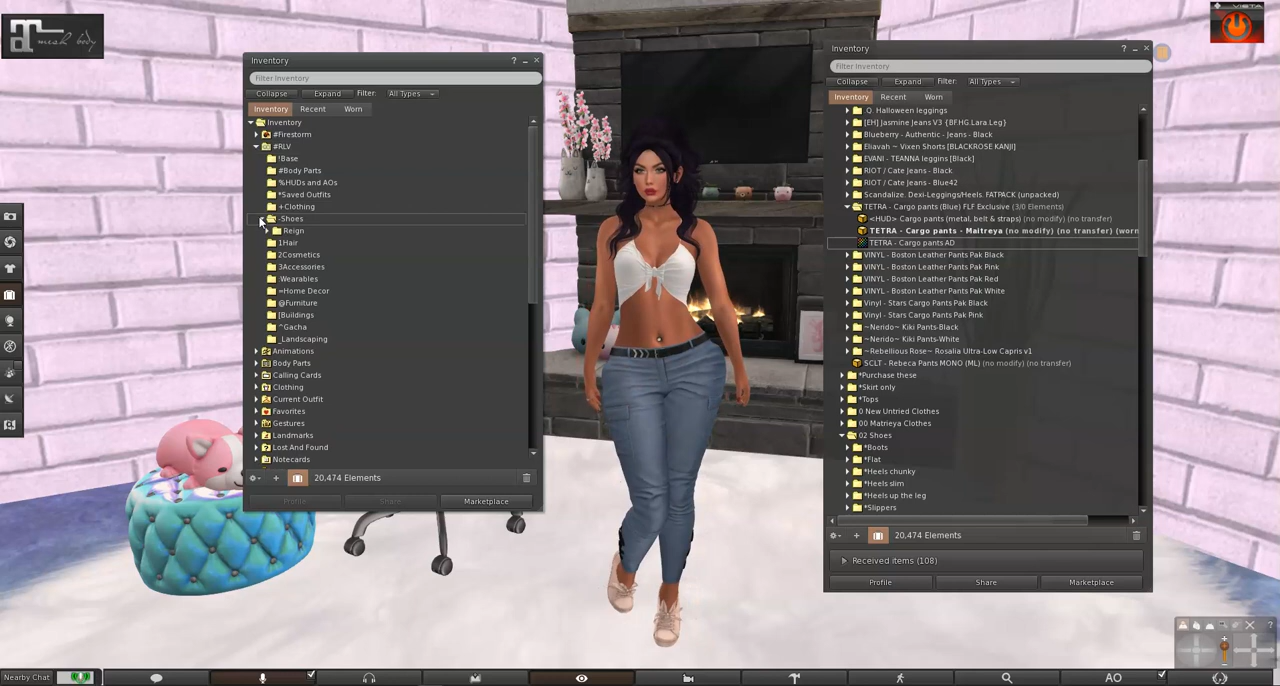 mesh body
VISTA
Inventory
? _ ×
Filter Inventory
Collapse Expand Filter: All Types
Inventory Recent Worn
Inventory
#Firestorm
#RLV
!Base
#Body Parts
%HUDs and AOs
*Saved Outfits
+Clothing
-Shoes
Reign
1Hair
2Cosmetics
3Accessories
.Wearables
=Home Decor
@Furniture
[Buildings
^Gacha
_Landscaping
Animations
Body Parts
Calling Cards
Clothing
Current Outfit
Favorites
Gestures
Landmarks
Lost And Found
Notecards
+ 20,474 Elements
Profile Share Marketplace
Inventory
? _ ×
Filter Inventory
Collapse Expand Filter: All Types
Inventory Recent Worn
.Q. Halloween leggings
[EH] Jasmine Jeans V3 {BF.HG Lara.Leg}
Blueberry - Authentic - Jeans - Black
Eliavah ~ Vixen Shorts [BLACKROSE KANJI]
EVANI - TEANNA leggins [Black]
RIOT / Cate Jeans - Black
RIOT / Cate Jeans - Blue42
Scandalize. Dexi-Leggings/Heels. FATPACK (unpacked)
TETRA - Cargo pants (Blue) FLF Exclusive (3/0 Elements)
<HUD> Cargo pants (metal, belt & straps) (no modify) (no transfer)
TETRA - Cargo pants - Maitreya (no modify) (no transfer) (worn
TETRA - Cargo pants AD
VINYL - Boston Leather Pants Pak Black
VINYL - Boston Leather Pants Pak Pink
VINYL - Boston Leather Pants Pak Red
VINYL - Boston Leather Pants Pak White
Vinyl - Stars Cargo Pants Pak Black
Vinyl - Stars Cargo Pants Pak Pink
~Nerido~ Kiki Pants-Black
~Nerido~ Kiki Pants-White
~Rebellious Rose~ Rosalia Ultra-Low Capris v1
SCLT - Rebeca Pants MONO (ML) (no modify) (no transfer)
*Purchase these
*Skirt only
*Tops
0 New Untried Clothes
00 Matrieya Clothes
02 Shoes
*Boots
*Flat
*Heels chunky
*Heels slim
*Heels up the leg
*Slippers
+ 20,474 Elements
Received items (108)
Profile Share Marketplace
?
Nearby Chat
AO